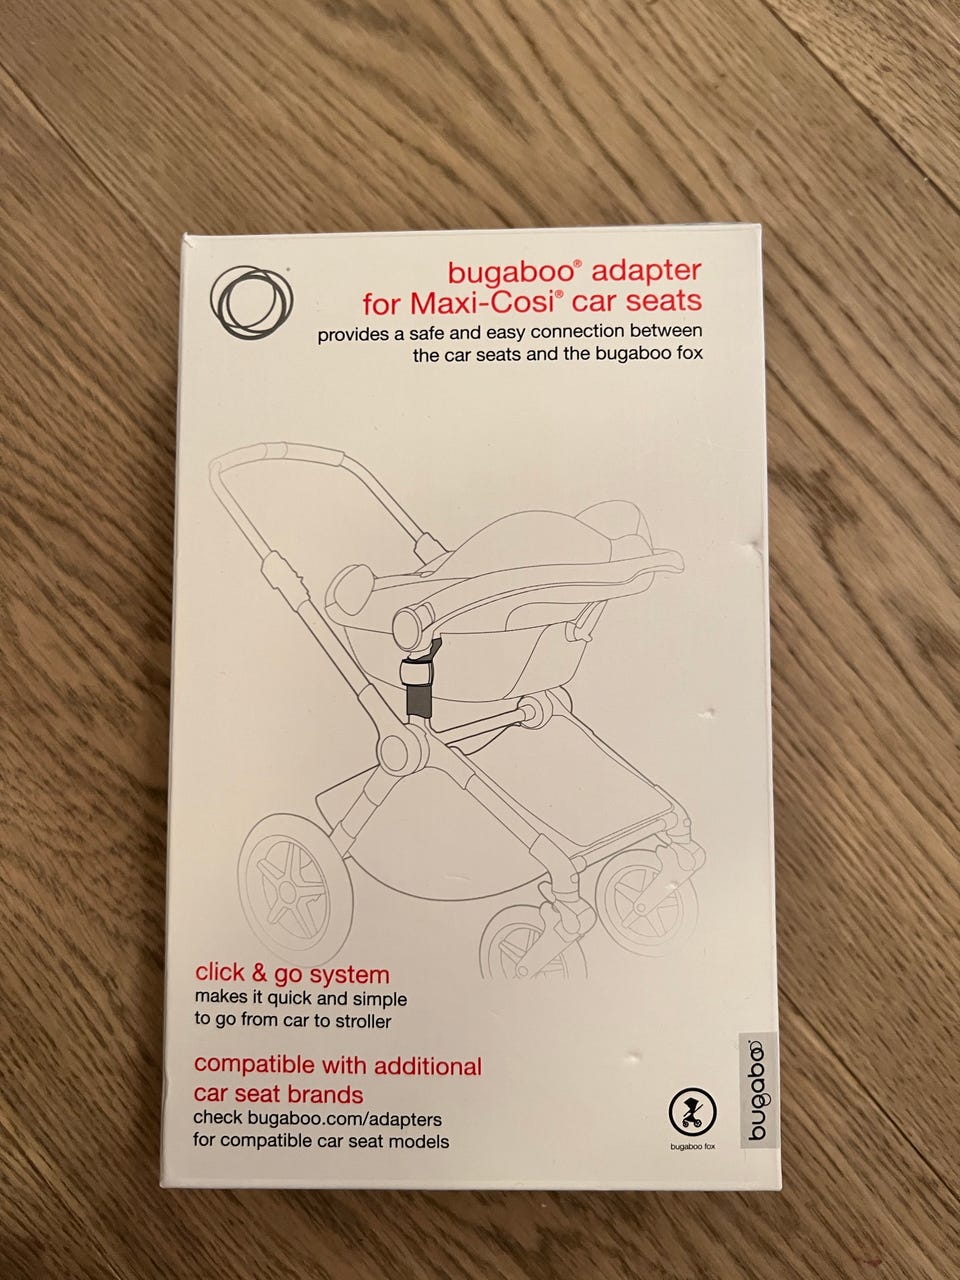 bugaboo® adapter
for Maxi-Cosi® car seats
provides a safe and easy connection between
the car seats and the bugaboo fox
click & go system
makes it quick and simple
to go from car to stroller
compatible with additional
car seat brands
check bugaboo.com/adapters
for compatible car seat models
bugaboo fox
bugaboo